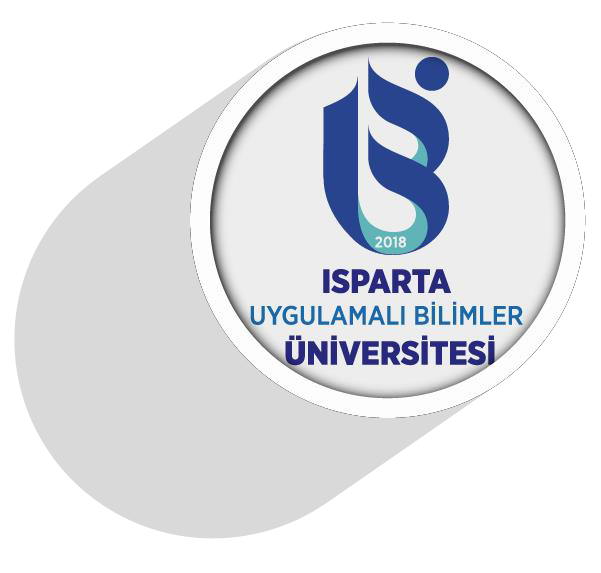 2018
ISPARTA
UYGULAMALI BİLİMLER
ÜNİVERSİTESİ